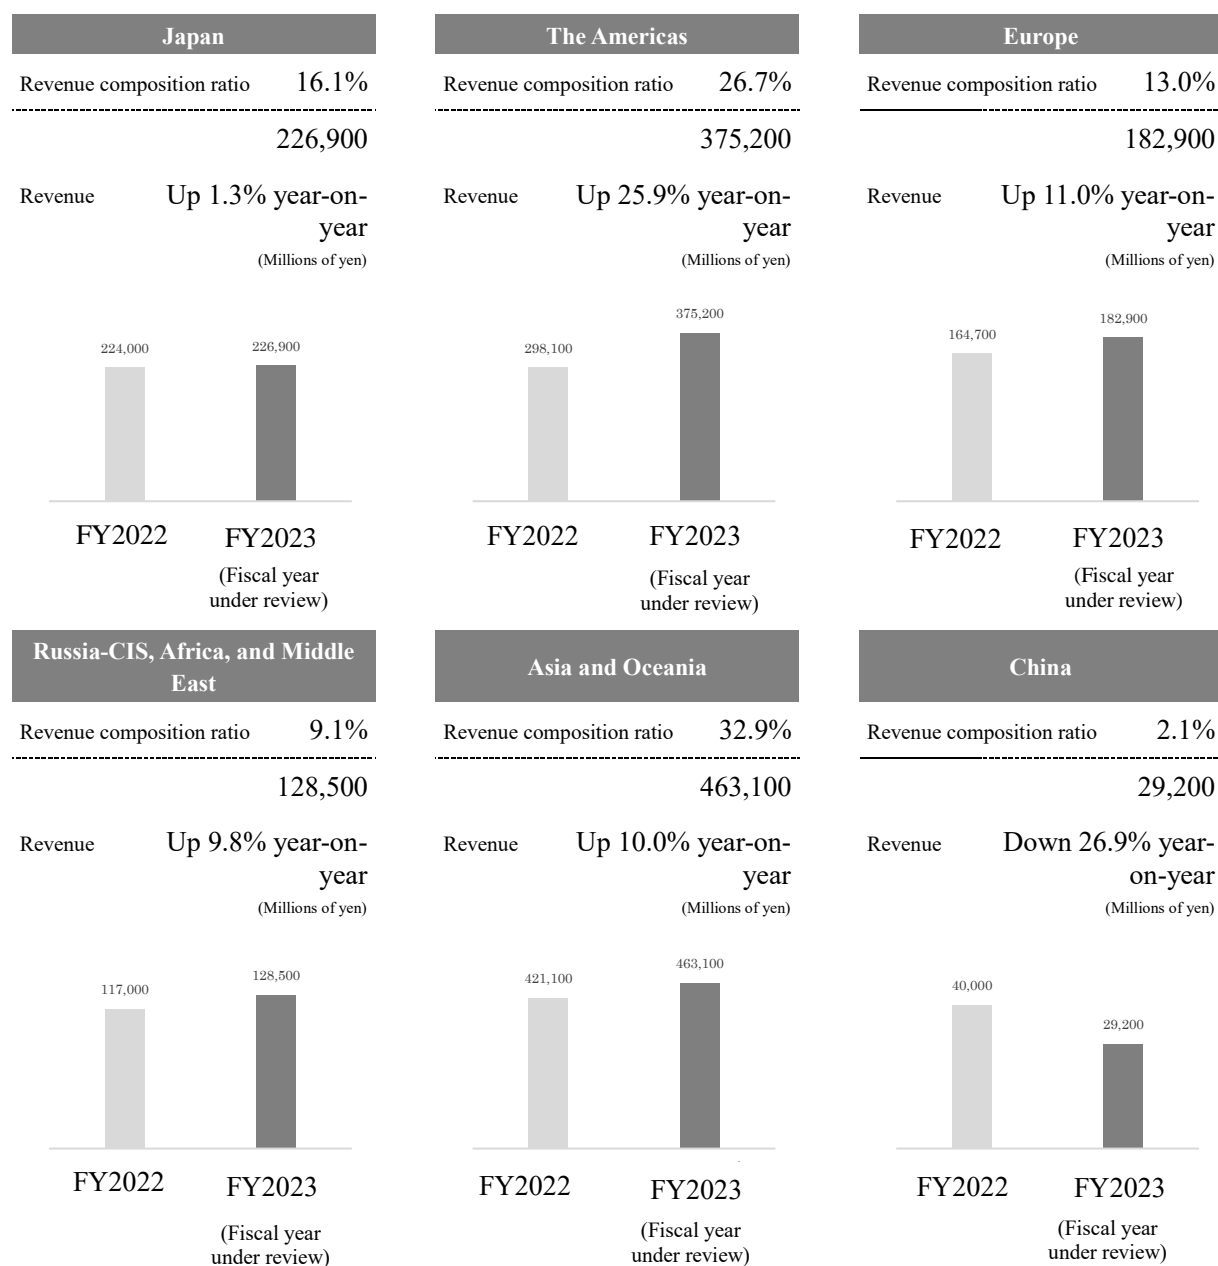 Japan
Revenue composition ratio 16.1%
226,900
Revenue Up 1.3% year-on-
year
(Millions of yen)
224,000
226,900
FY2022
FY2023
(Fiscal year
under review)
The Americas
Revenue composition ratio 26.7%
375,200
Revenue Up 25.9% year-on-
year
(Millions of yen)
298,100
375,200
FY2022
FY2023
(Fiscal year
under review)
Europe
Revenue composition ratio 13.0%
182,900
Revenue Up 11.0% year-on-
year
(Millions of yen)
164,700
182,900
FY2022
FY2023
(Fiscal year
under review)
Russia-CIS, Africa, and Middle
East
Revenue composition ratio 9.1%
128,500
Revenue Up 9.8% year-on-
year
(Millions of yen)
117,000
128,500
FY2022
FY2023
(Fiscal year
under review)
Asia and Oceania
Revenue composition ratio 32.9%
463,100
Revenue Up 10.0% year-on-
year
(Millions of yen)
421,100
463,100
FY2022
FY2023
(Fiscal year
under review)
China
Revenue composition ratio 2.1%
29,200
Revenue Down 26.9% year-
on-year
(Millions of yen)
40,000
29,200
FY2022
FY2023
(Fiscal year
under review)